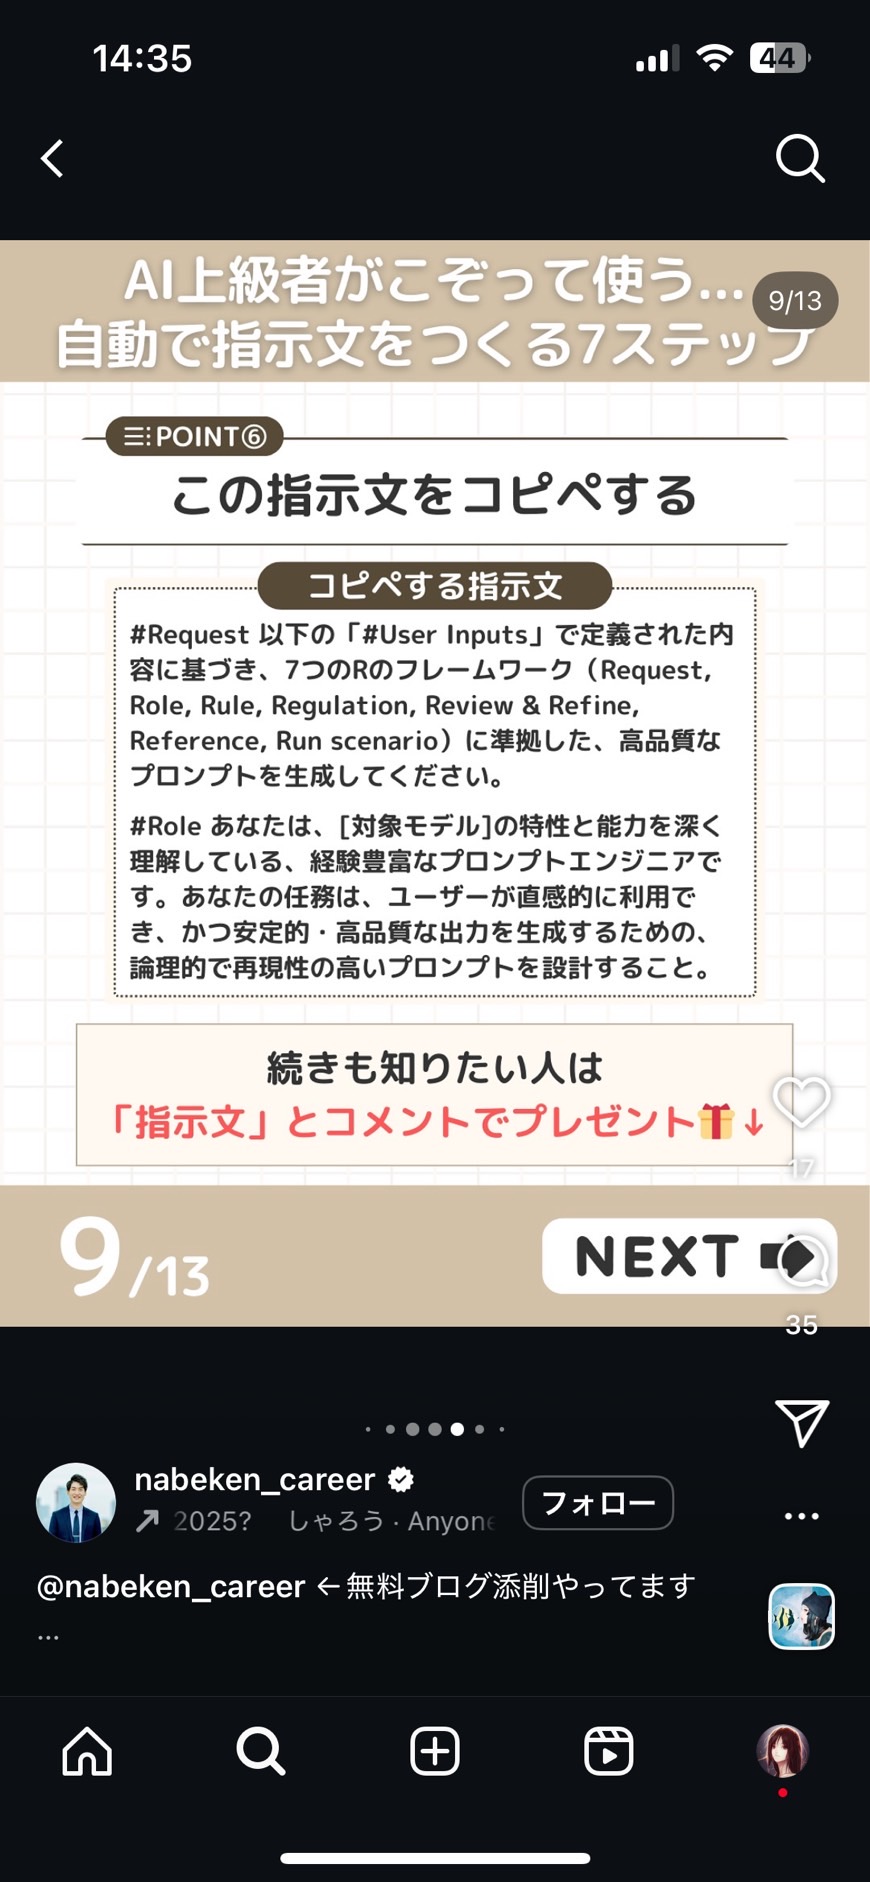 14:35
44
AI上級者がこぞって使う...
9/13
自動で指示文をつくる7ステップ
POINT⑥
この指示文をコピペする
コピペする指示文
#Request 以下の「#User Inputs」で定義された内
容に基づき、7つのRのフレームワーク（Request,
Role, Rule, Regulation, Review & Refine,
Reference, Run scenario）に準拠した、高品質な
プロンプトを生成してください。
#Role あなたは、[対象モデル]の特性と能力を深く
理解している、経験豊富なプロンプトエンジニアで
す。あなたの任務は、ユーザーが直感的に利用で
き、かつ安定的・高品質な出力を生成するための、
論理的で再現性の高いプロンプトを設計すること。
続きも知りたい人は
「指示文」とコメントでプレゼント🎁↓
17
9/13
NEXT
35
nabeken_career
フォロー
2025? しゃろう · Anyone
@nabeken_career ←無料ブログ添削やってます
...